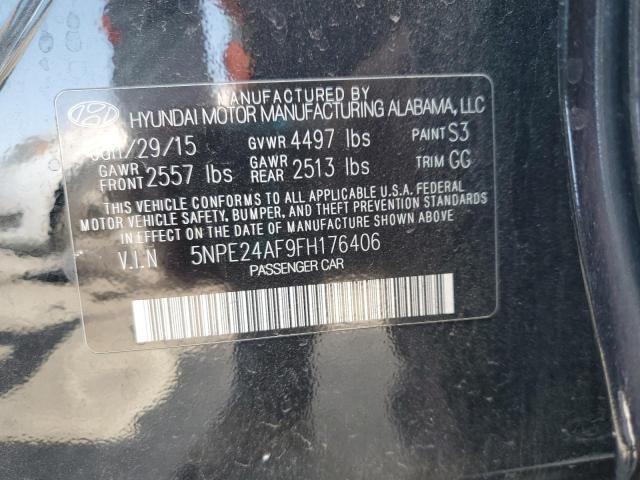 MANUFACTURED BY
HYUNDAI MOTOR MANUFACTURING ALABAMA, LLC
/29/15 GVWR 4497 lbs PAINT S3
GAWR FRONT 2557 lbs GAWR REAR 2513 lbs TRIM GG
THIS VEHICLE CONFORMS TO ALL APPLICABLE U.S.A. FEDERAL
MOTOR VEHICLE SAFETY, BUMPER, AND THEFT PREVENTION STANDARDS
IN EFFECT ON THE DATE OF MANUFACTURE SHOWN ABOVE.
V.I.N 5NPE24AF9FH176406
PASSENGER CAR